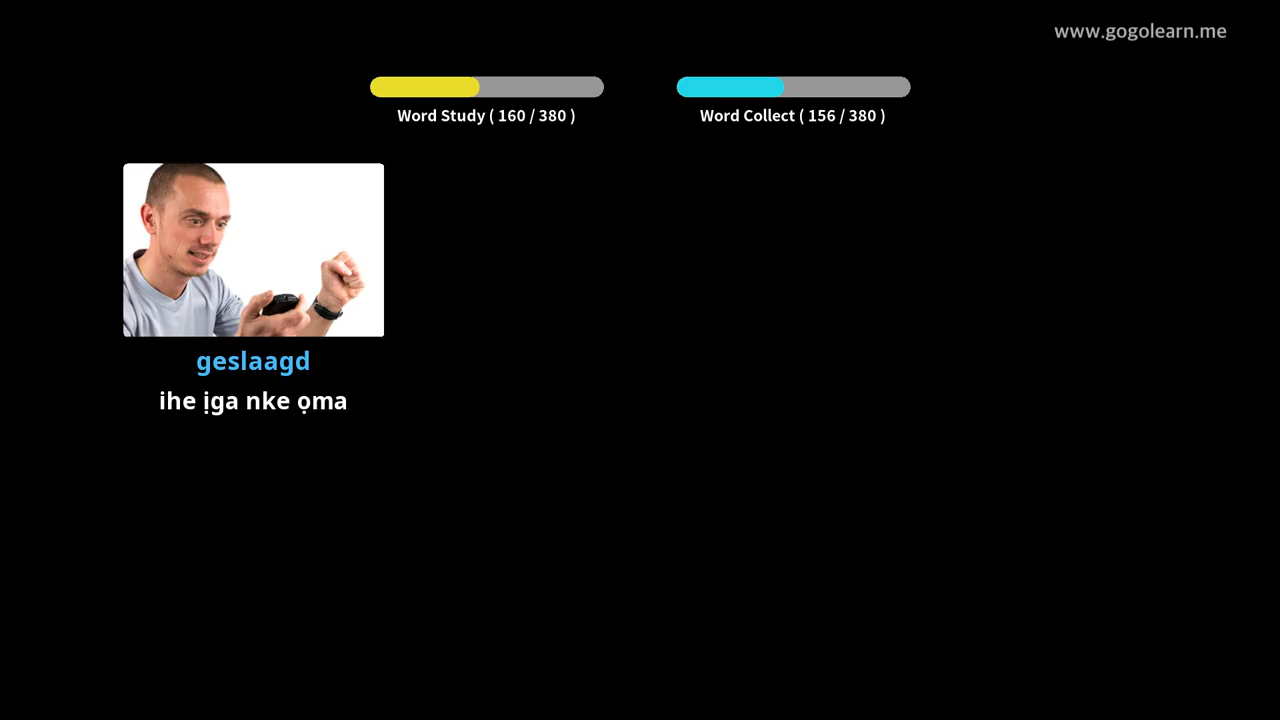 www.gogolearn.me
Word Study ( 160 / 380 )
Word Collect ( 156 / 380 )
geslaagd
ihe ịga nke ọma